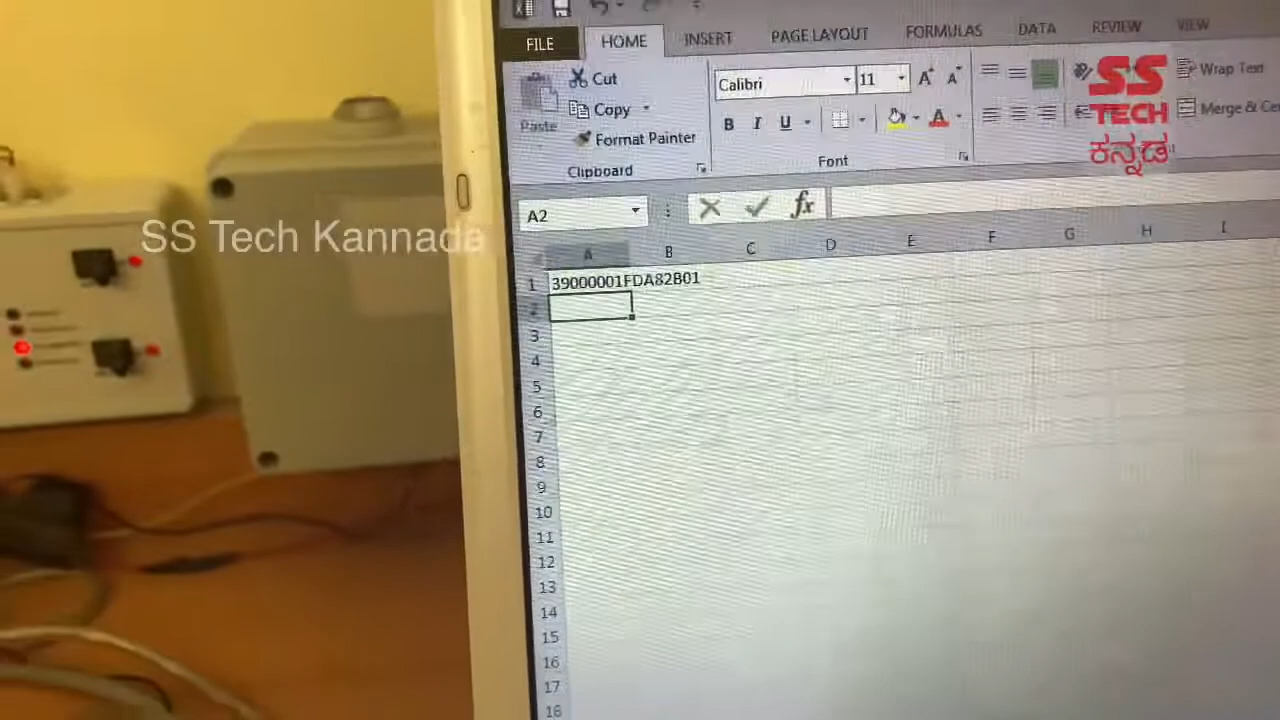 FILE HOME INSERT PAGE LAYOUT FORMULAS DATA REVIEW VIEW
Cut
Copy
Format Painter
Paste
Clipboard
Calibri 11
B I U
Font
Wrap Text
Merge &
SS
TECH
ಕನ್ನಡ
SS Tech Kannada
A2
fx
A B C D E F G H I
1 39000001FDA82B01
2
3
4
5
6
7
8
9
10
11
12
13
14
15
16
17
18